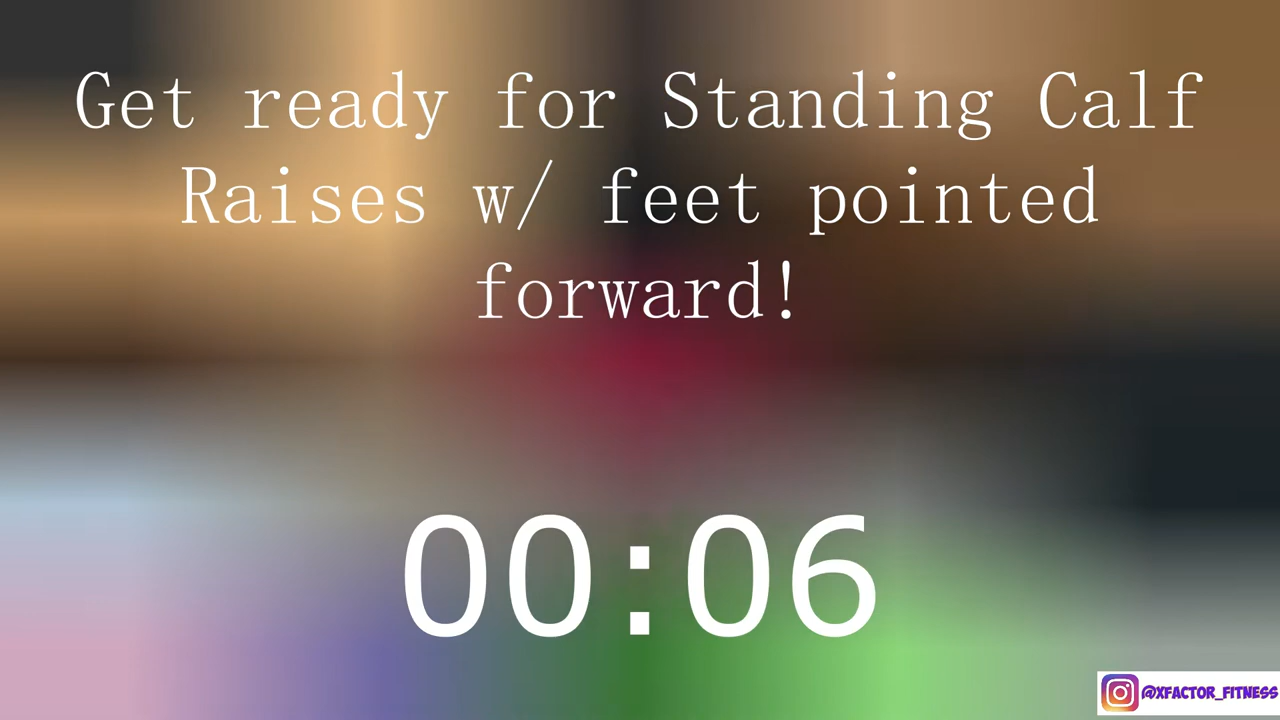 Get ready for Standing Calf
Raises w/ feet pointed
forward!
00:06
@XFACTOR_FITNESS